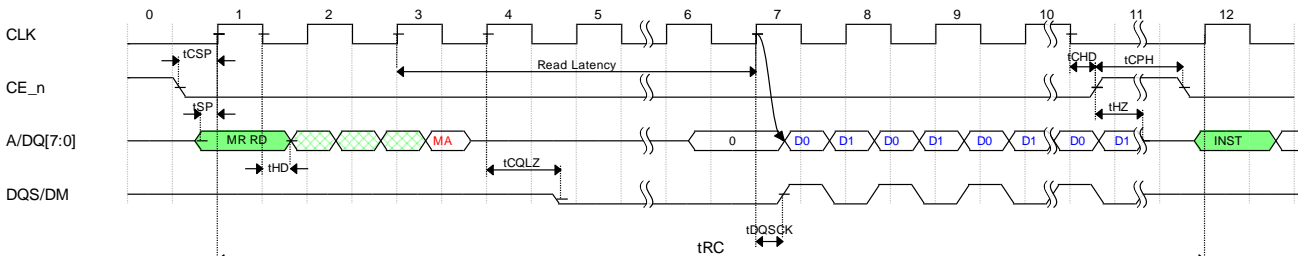 0 1 2 3 4 5 6 7 8 9 10 11 12
CLK
tCSP tCHD tCPH
Read Latency
CE_n
tSP tHZ
A/DQ[7:0] MR RD MA 0 D0 D1 D0 D1 D0 D1 D0 D1 INST
tHD tCQLZ
DQS/DM
tDQSCK
tRC